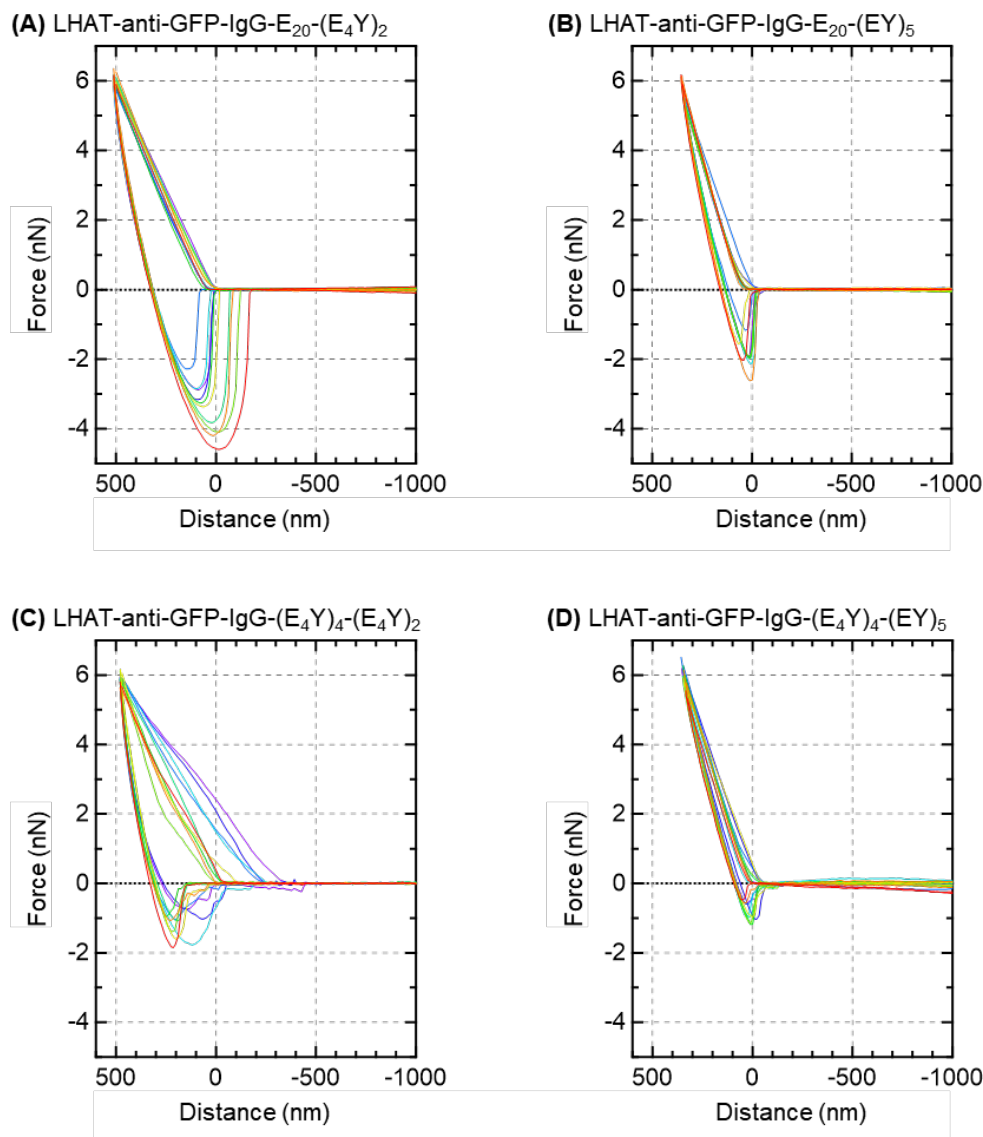 (A) LHAT-anti-GFP-IgG-E₂₀-(E₄Y)₂
6
4
2
0
-2
-4
Force (nN)
500 0 -500 -1000
Distance (nm)
(B) LHAT-anti-GFP-IgG-E₂₀-(EY)₅
6
4
2
0
-2
-4
Force (nN)
500 0 -500 -1000
Distance (nm)
(C) LHAT-anti-GFP-IgG-(E₄Y)₄-(E₄Y)₂
6
4
2
0
-2
-4
Force (nN)
500 0 -500 -1000
Distance (nm)
(D) LHAT-anti-GFP-IgG-(E₄Y)₄-(EY)₅
6
4
2
0
-2
-4
Force (nN)
500 0 -500 -1000
Distance (nm)